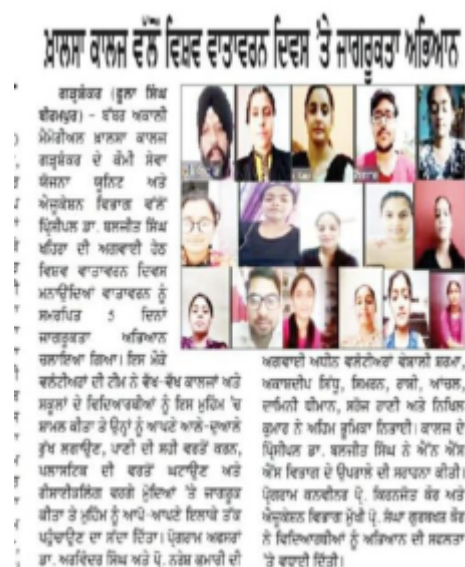 ਖ਼ਾਲਸਾ ਕਾਲਜ ਵੱਲੋਂ ਵਿਸ਼ਵ ਵਾਤਾਵਰਨ ਦਿਵਸ 'ਤੇ ਜਾਗਰੂਕਤਾ ਅਭਿਆਨ
ਗੜ੍ਹਸ਼ੰਕਰ (ਫੂਲਾ ਸਿੰਘ
ਬੀਰਮਪੁਰ) - ਬੱਬਰ ਅਕਾਲੀ
ਮੈਮੋਰੀਅਲ ਖ਼ਾਲਸਾ ਕਾਲਜ
ਗੜ੍ਹਸ਼ੰਕਰ ਦੇ ਕੌਮੀ ਸੇਵਾ
ਯੋਜਨਾ ਯੂਨਿਟ ਅਤੇ
ਐਜੂਕੇਸ਼ਨ ਵਿਭਾਗ ਵੱਲੋਂ
ਪ੍ਰਿੰਸੀਪਲ ਡਾ. ਬਲਜੀਤ ਸਿੰਘ
ਖਹਿਰਾ ਦੀ ਅਗਵਾਈ ਹੇਠ
ਵਿਸ਼ਵ ਵਾਤਾਵਰਨ ਦਿਵਸ
ਮਨਾਉਂਦਿਆਂ ਵਾਤਾਵਰਨ ਨੂੰ
ਸਮਰਪਿਤ 5 ਦਿਨਾਂ
ਜਾਗਰੂਕਤਾ ਅਭਿਆਨ
ਚਲਾਇਆ ਗਿਆ। ਇਸ ਮੌਕੇ
ਵਲੰਟੀਅਰਾਂ ਦੀ ਟੀਮ ਨੇ ਵੱਖ-ਵੱਖ ਕਾਲਜਾਂ ਅਤੇ
ਸਕੂਲਾਂ ਦੇ ਵਿਦਿਆਰਥੀਆਂ ਨੂੰ ਇਸ ਮੁਹਿੰਮ 'ਚ
ਸ਼ਾਮਲ ਕੀਤਾ ਤੇ ਉਨ੍ਹਾਂ ਨੂੰ ਆਪਣੇ ਆਲੇ-ਦੁਆਲੇ
ਰੁੱਖ ਲਗਾਉਣ, ਪਾਣੀ ਦੀ ਸਹੀ ਵਰਤੋਂ ਕਰਨ,
ਪਲਾਸਟਿਕ ਦੀ ਵਰਤੋਂ ਘਟਾਉਣ ਅਤੇ
ਰੀਸਾਈਕਲਿੰਗ ਵਰਗੇ ਮੁੱਦਿਆਂ 'ਤੇ ਜਾਗਰੂਕ
ਕੀਤਾ ਤੇ ਮੁਹਿੰਮ ਨੂੰ ਆਪੋ-ਆਪਣੇ ਇਲਾਕੇ ਤੱਕ
ਪਹੁੰਚਾਉਣ ਦਾ ਸੱਦਾ ਦਿੱਤਾ। ਪ੍ਰੋਗਰਾਮ ਅਫਸਰਾਂ
ਡਾ. ਅਰਵਿੰਦਰ ਸਿੰਘ ਅਤੇ ਪ੍ਰੋ. ਨਰੇਸ਼ ਕੁਮਾਰੀ ਦੀ
ਅਗਵਾਈ ਅਧੀਨ ਵਲੰਟੀਅਰਾਂ ਵੈਸ਼ਾਲੀ ਸ਼ਰਮਾ,
ਅਕਾਸ਼ਦੀਪ ਸਿੱਧੂ, ਸਿਮਰਨ, ਰਾਸ਼ੀ, ਆਂਚਲ,
ਦਾਮਿਨੀ ਧੀਮਾਨ, ਸਰੋਜ ਰਾਣੀ ਅਤੇ ਨਿਖਿਲ
ਕੁਮਾਰ ਨੇ ਅਹਿਮ ਭੂਮਿਕਾ ਨਿਭਾਈ। ਕਾਲਜ ਦੇ
ਪ੍ਰਿੰਸੀਪਲ ਡਾ. ਬਲਜੀਤ ਸਿੰਘ ਨੇ ਐੱਨ ਐੱਸ
ਐੱਸ ਵਿਭਾਗ ਦੇ ਉਪਰਾਲੇ ਦੀ ਸਰਾਹਨਾ ਕੀਤੀ।
ਪ੍ਰੋਗਰਾਮ ਕਨਵੀਨਰ ਪ੍ਰੋ. ਕਿਰਨਜੋਤ ਕੌਰ ਅਤੇ
ਐਜੂਕੇਸ਼ਨ ਵਿਭਾਗ ਮੁੱਖੀ ਪ੍ਰੋ. ਸੰਘਾ ਗੁਰਬਖਸ਼ ਕੌਰ
ਨੇ ਵਿਦਿਆਰਥੀਆਂ ਨੂੰ ਅਭਿਆਨ ਦੀ ਸਫਲਤਾ
'ਤੇ ਵਧਾਈ ਦਿੱਤੀ।